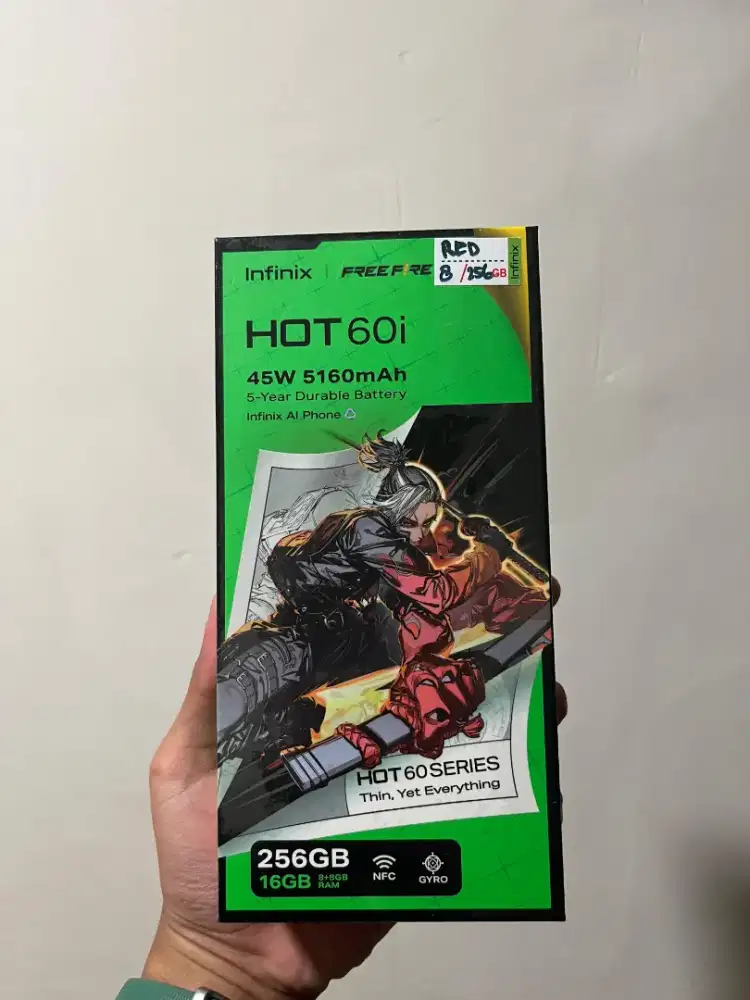 Infinix | FREE FIRE
RED
8 /256GB
Infinix
HOT 60i
45W 5160mAh
5-Year Durable Battery
Infinix AI Phone
HOT 60 SERIES
Thin, Yet Everything
256GB
16GB 8+8GB RAM
NFC
GYRO